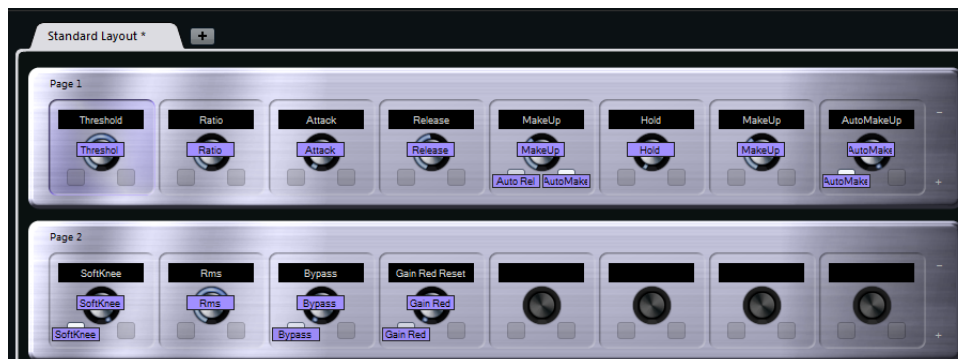 Standard Layout * +
Page 1
Threshold Ratio Attack Release MakeUp Hold MakeUp AutoMakeUp
Threshol Ratio Attack Release MakeUp Hold MakeUp AutoMake
Auto Rel AutoMake AutoMake
Page 2
SoftKnee Rms Bypass Gain Red Reset
SoftKnee Rms Bypass Gain Red
SoftKnee Bypass Gain Red